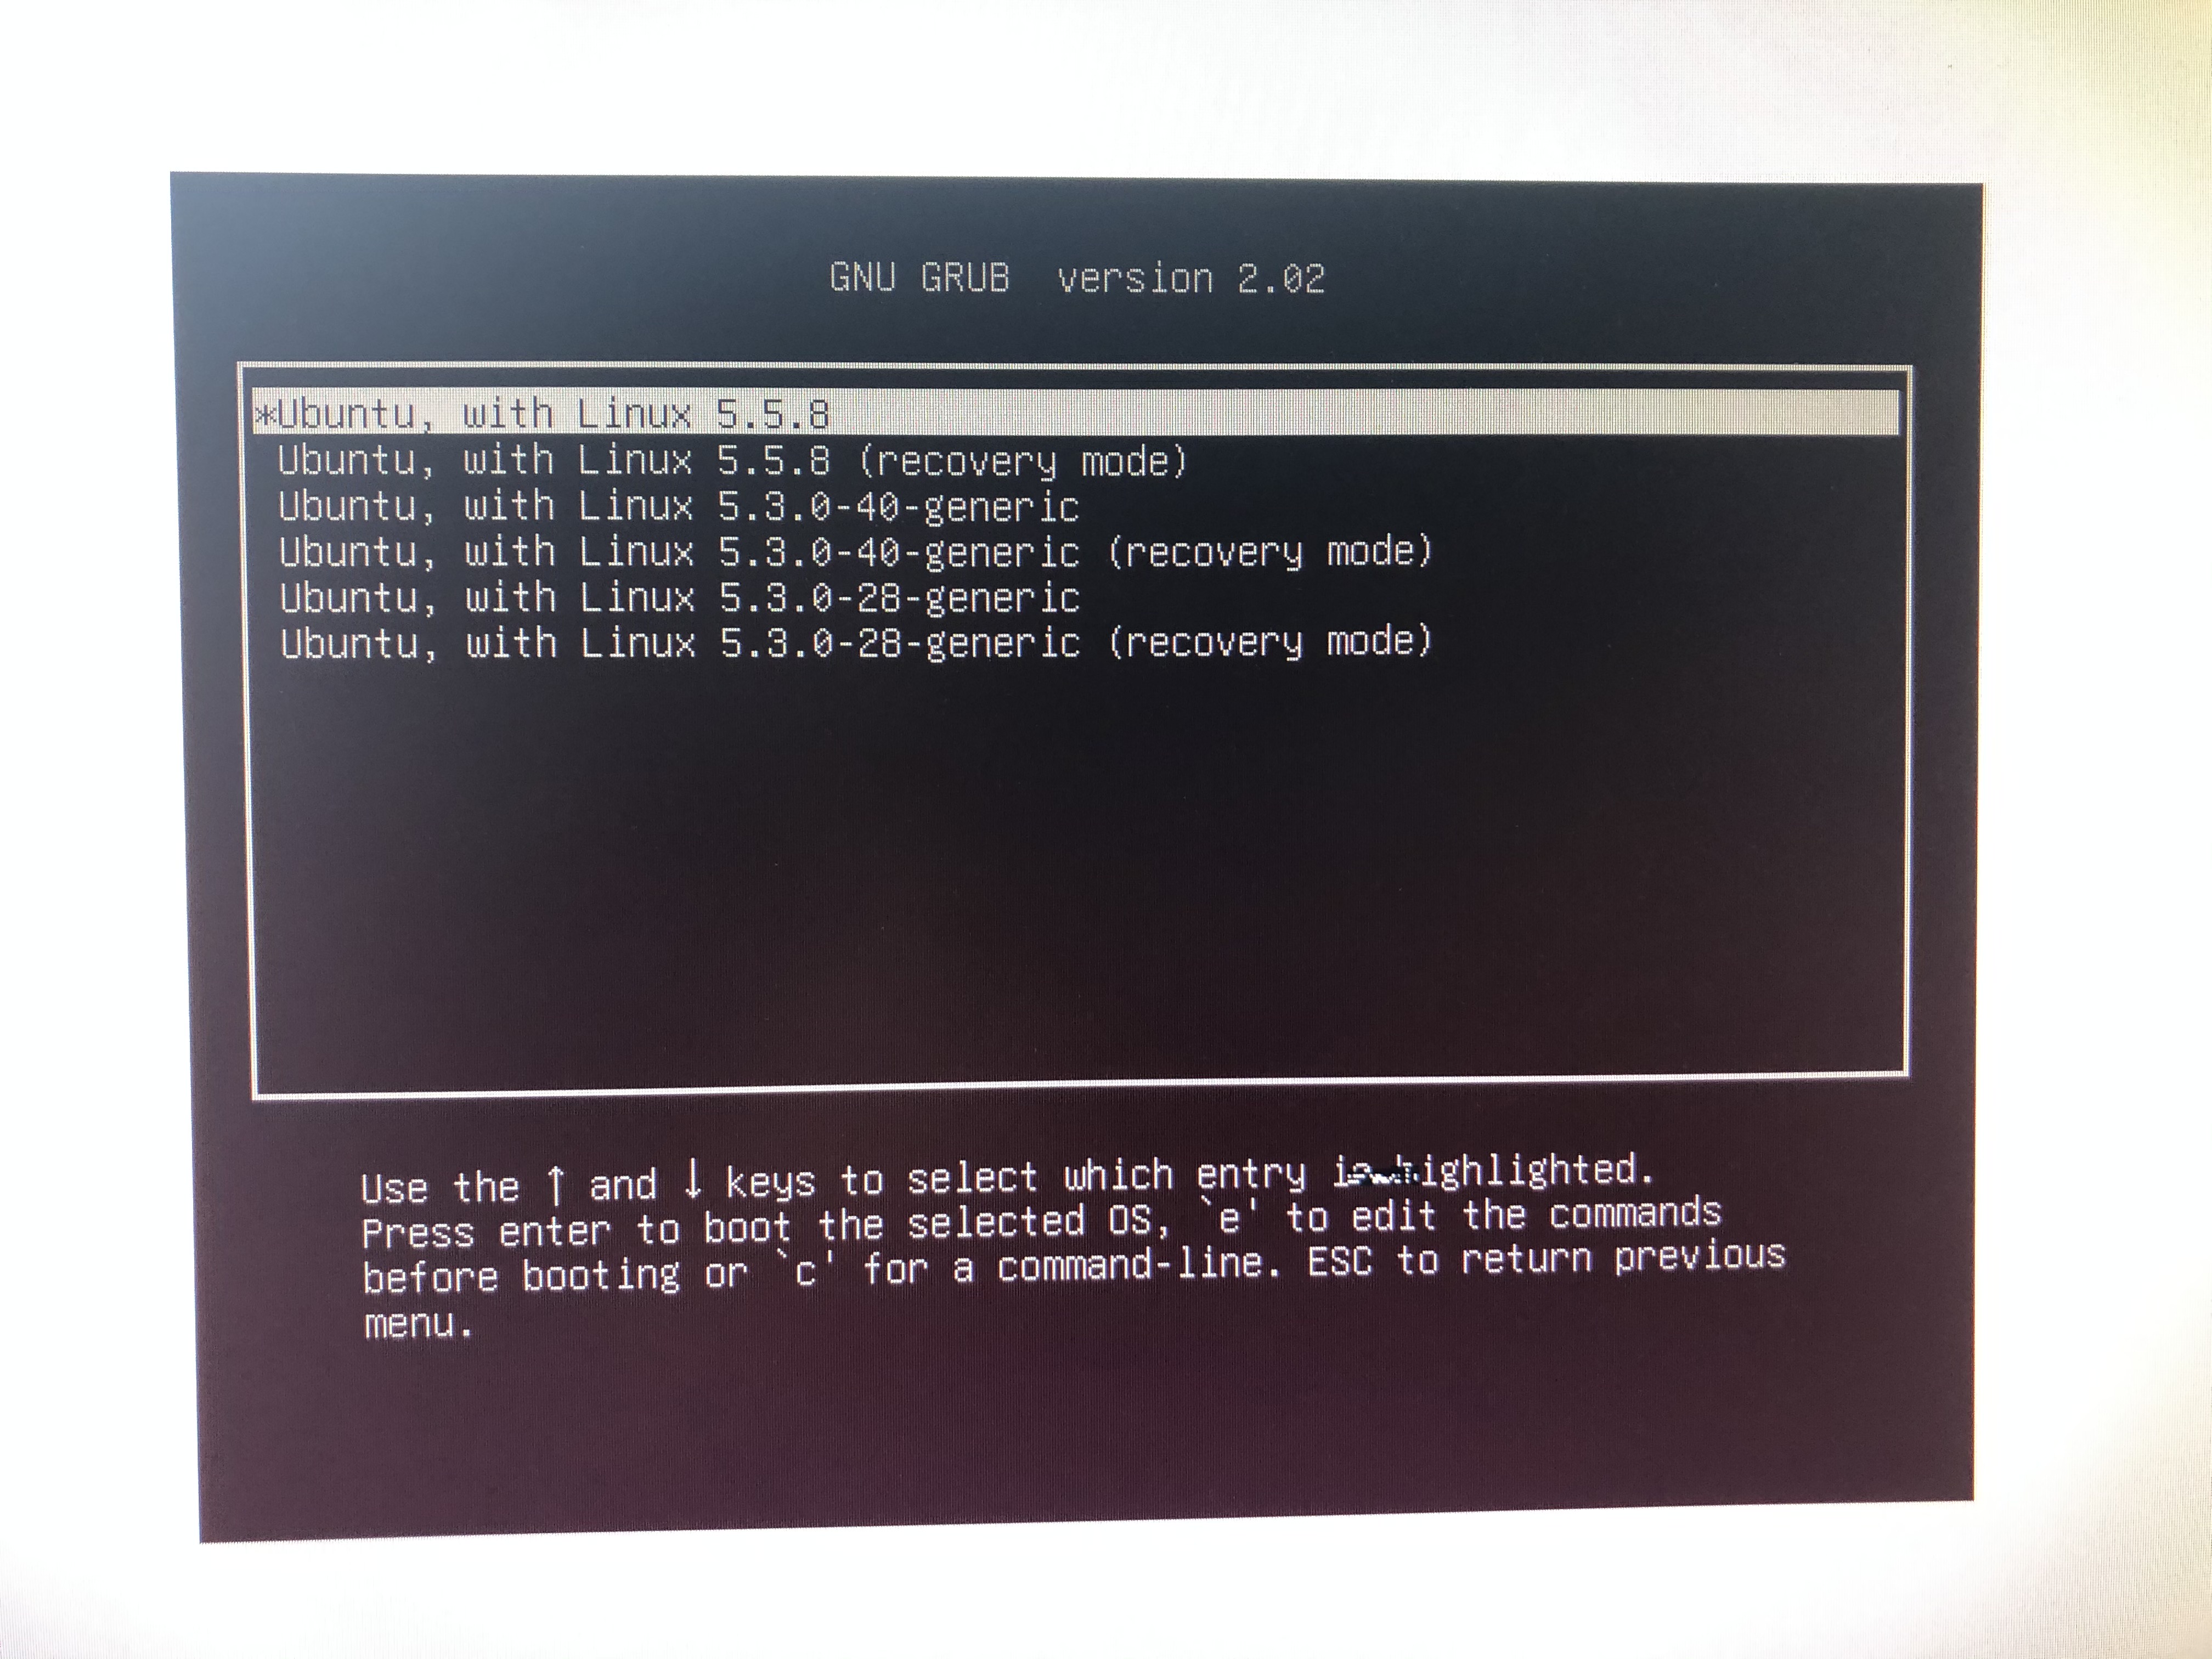 GNU GRUB  version 2.02
*Ubuntu, with Linux 5.5.8
Ubuntu, with Linux 5.5.8 (recovery mode)
Ubuntu, with Linux 5.3.0-40-generic
Ubuntu, with Linux 5.3.0-40-generic (recovery mode)
Ubuntu, with Linux 5.3.0-28-generic
Ubuntu, with Linux 5.3.0-28-generic (recovery mode)
Use the ↑ and ↓ keys to select which entry
Press enter to boot the selected OS, `e' to edit the commands
before booting or `c' for a command-line. ESC to return previous
menu.